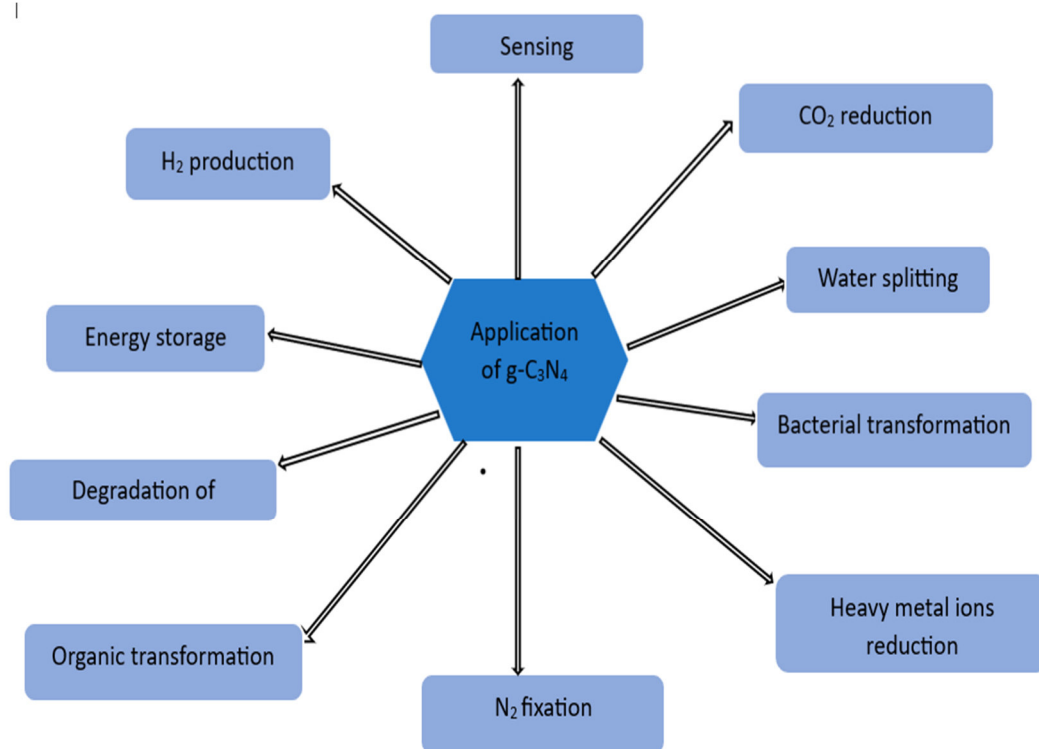 Sensing
CO₂ reduction
H₂ production
Water splitting
Energy storage
Application
of g-C₃N₄
Bacterial transformation
Degradation of
Heavy metal ions
reduction
Organic transformation
N₂ fixation